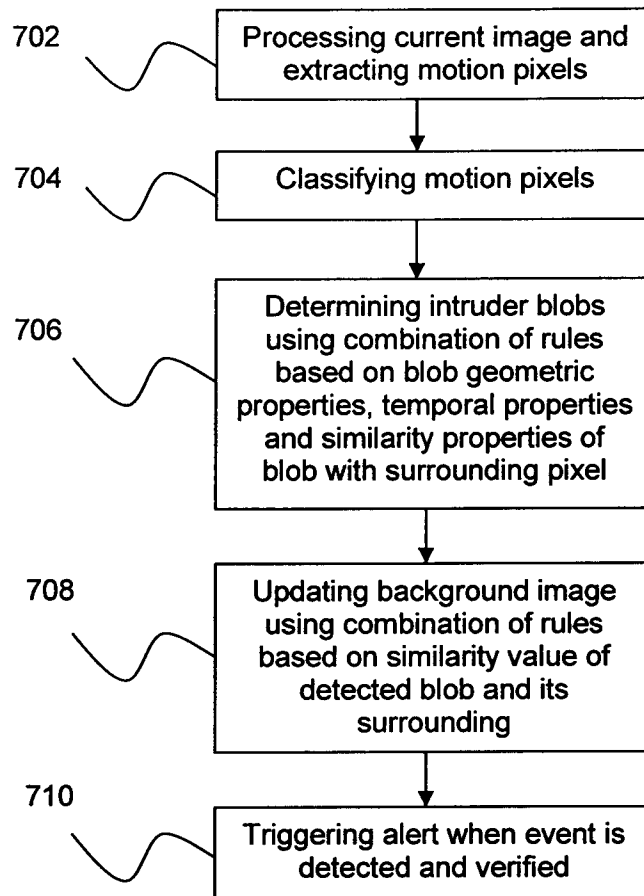 702
Processing current image and
extracting motion pixels
704
Classifying motion pixels
706
Determining intruder blobs
using combination of rules
based on blob geometric
properties, temporal properties
and similarity properties of
blob with surrounding pixel
708
Updating background image
using combination of rules
based on similarity value of
detected blob and its
surrounding
710
Triggering alert when event is
detected and verified